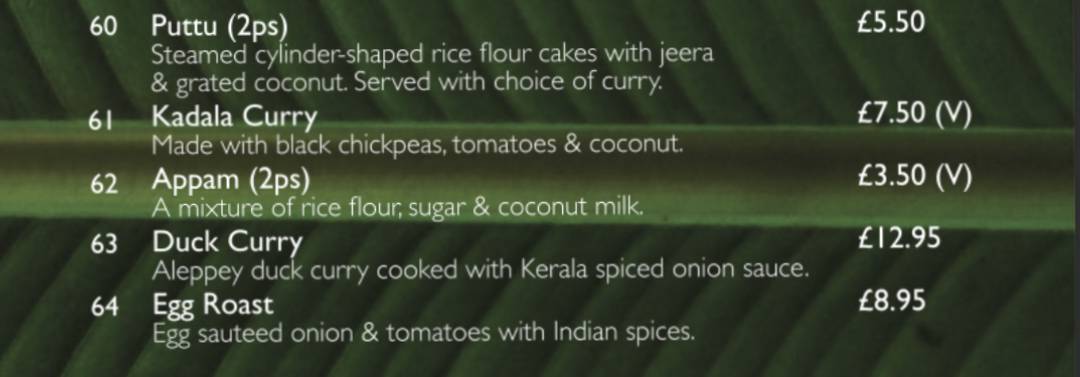 60 Puttu (2ps) £5.50
Steamed cylinder-shaped rice flour cakes with jeera
& grated coconut. Served with choice of curry.
61 Kadala Curry £7.50 (V)
Made with black chickpeas, tomatoes & coconut.
62 Appam (2ps) £3.50 (V)
A mixture of rice flour, sugar & coconut milk.
63 Duck Curry £12.95
Aleppey duck curry cooked with Kerala spiced onion sauce.
64 Egg Roast £8.95
Egg sauteed onion & tomatoes with Indian spices.